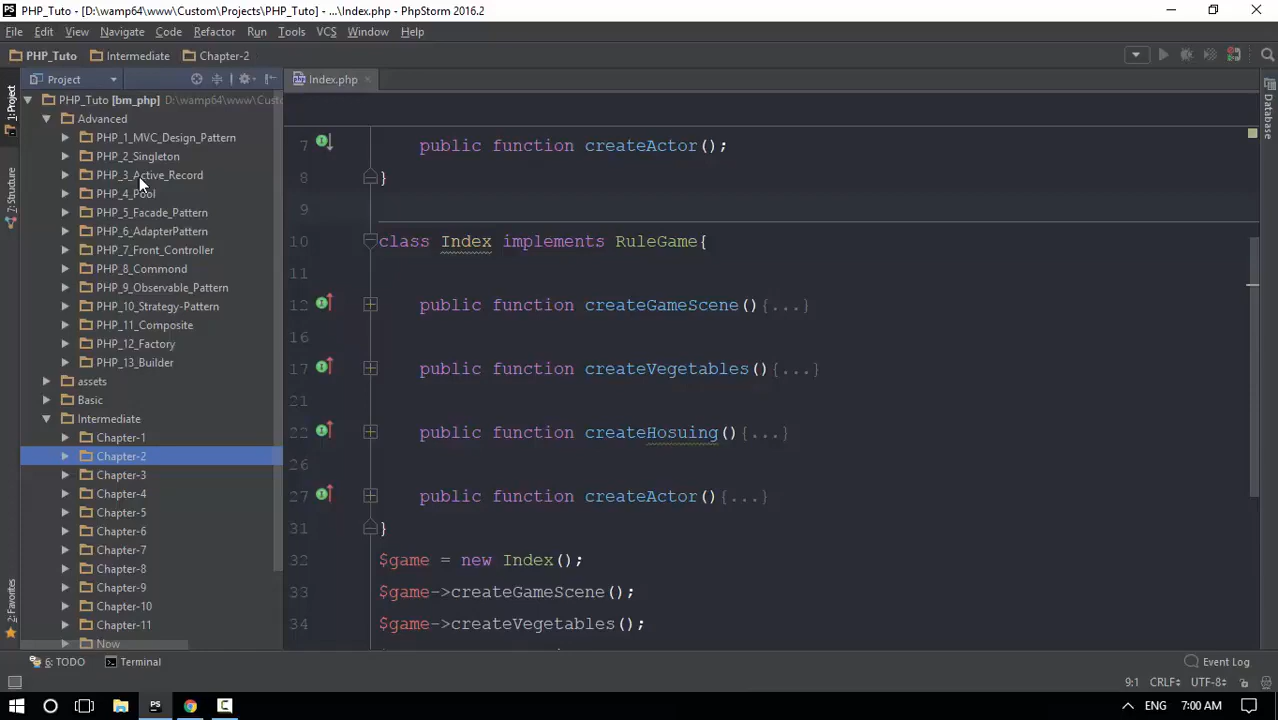 PHP_Tuto - [D:\wamp64\www\Custom\Projects\PHP_Tuto] - ...\Index.php - PhpStorm 2016.2
File Edit View Navigate Code Refactor Run Tools VCS Window Help
PHP_Tuto Intermediate Chapter-2
1: Project
7: Structure
2: Favorites
Project
PHP_Tuto [bm_php] D:\wamp64\www\Custo
Advanced
PHP_1_MVC_Design_Pattern
PHP_2_Singleton
PHP_3_Active_Record
PHP_4_Pool
PHP_5_Facade_Pattern
PHP_6_AdapterPattern
PHP_7_Front_Controller
PHP_8_Commond
PHP_9_Observable_Pattern
PHP_10_Strategy-Pattern
PHP_11_Composite
PHP_12_Factory
PHP_13_Builder
assets
Basic
Intermediate
Chapter-1
Chapter-2
Chapter-3
Chapter-4
Chapter-5
Chapter-6
Chapter-7
Chapter-8
Chapter-9
Chapter-10
Chapter-11
Now
Index.php
7 public function createActor();
8 }
9
10 class Index implements RuleGame{
11
12 public function createGameScene(){...}
16
17 public function createVegetables(){...}
21
22 public function createHosuing(){...}
26
27 public function createActor(){...}
31 }
32 $game = new Index();
33 $game->createGameScene();
34 $game->createVegetables();
Database
6: TODO Terminal Event Log
9:1 CRLF UTF-8
PS ENG 7:00 AM